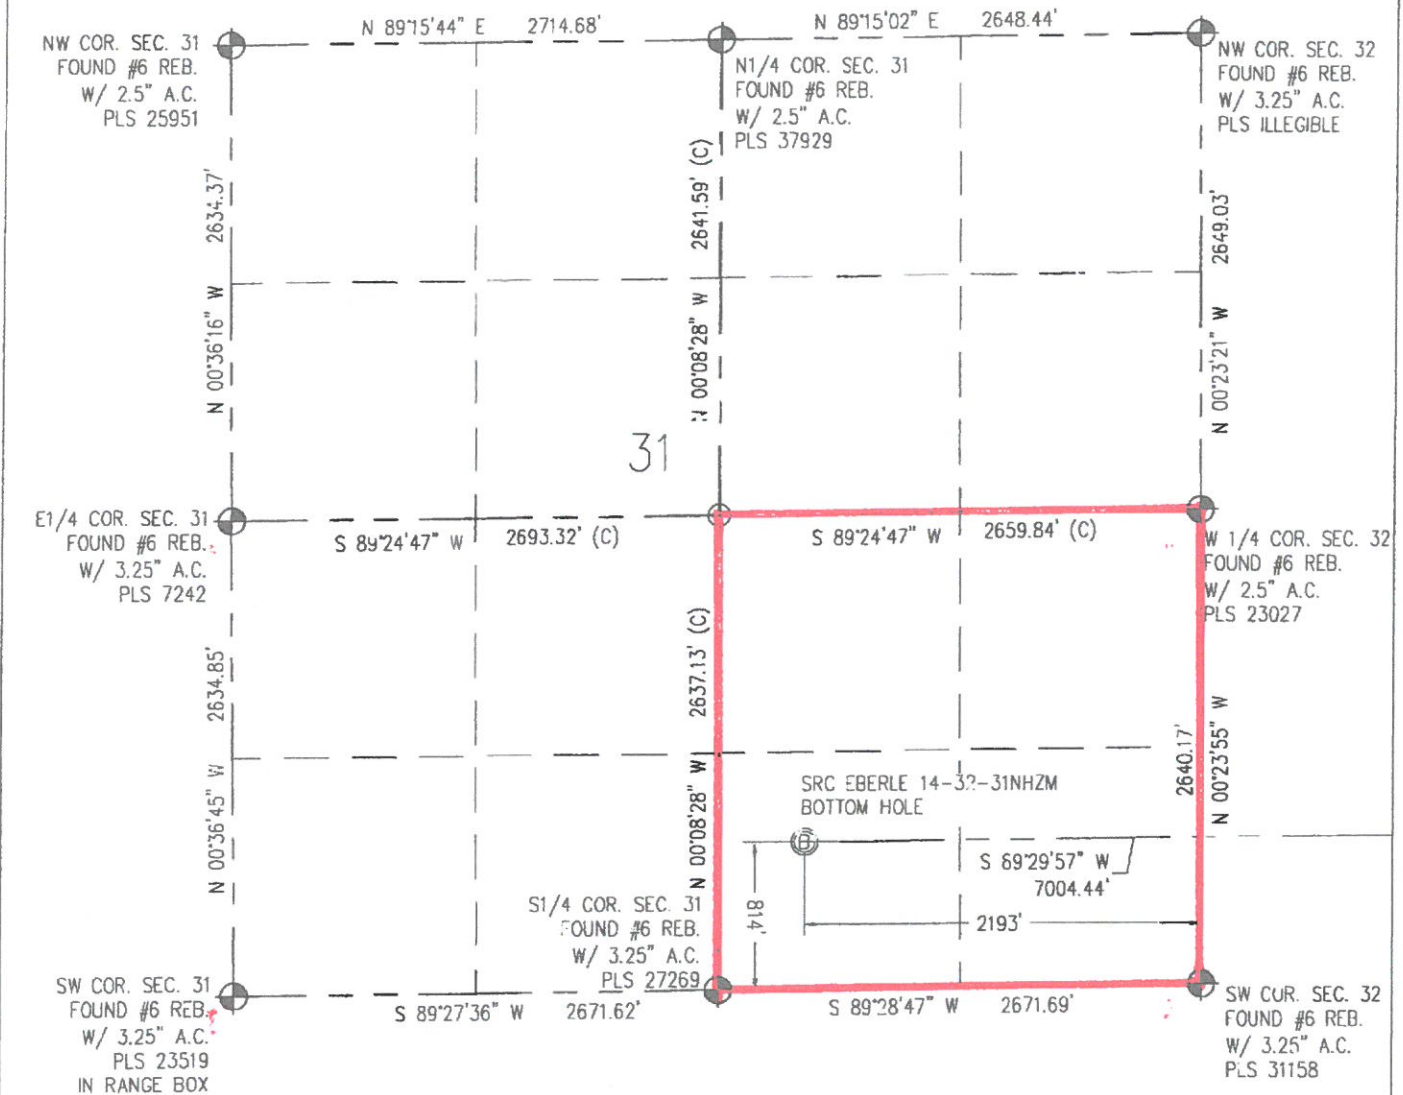 N 89°15'44" E 2714.68'
N 89°15'02" E 2648.44'
NW COR. SEC. 31
FOUND #6 REB.
W/ 2.5" A.C.
PLS 25951
N1/4 COR. SEC. 31
FOUND #6 REB.
W/ 2.5" A.C.
PLS 37929
NW COR. SEC. 32
FOUND #6 REB.
W/ 3.25" A.C.
PLS ILLEGIBLE
N 00°36'16" W 2634.37'
N 00°08'28" W 2641.59' (C)
N 00°23'21" W 2649.03'
31
E1/4 COR. SEC. 31
FOUND #6 REB.
W/ 3.25" A.C.
PLS 7242
S 89°24'47" W 2693.32' (C)
S 89°24'47" W 2659.84' (C)
W 1/4 COR. SEC. 32
FOUND #6 REB.
W/ 2.5" A.C.
PLS 23027
N 00°36'45" W 2634.85'
N 00°08'28" W 2637.13' (C)
2640.17'
N 00°23'55" W
SRC EBERLE 14-32-31NHZM
BOTTOM HOLE
B
S 89°29'57" W
7004.44'
814'
2193'
S1/4 COR. SEC. 31
FOUND #6 REB.
W/ 3.25" A.C.
PLS 27269
SW COR. SEC. 31
FOUND #6 REB.
W/ 3.25" A.C.
PLS 23519
IN RANGE BOX
S 89°27'36" W 2671.62'
S 89°28'47" W 2671.69'
SW COR. SEC. 32
FOUND #6 REB.
W/ 3.25" A.C.
PLS 31158